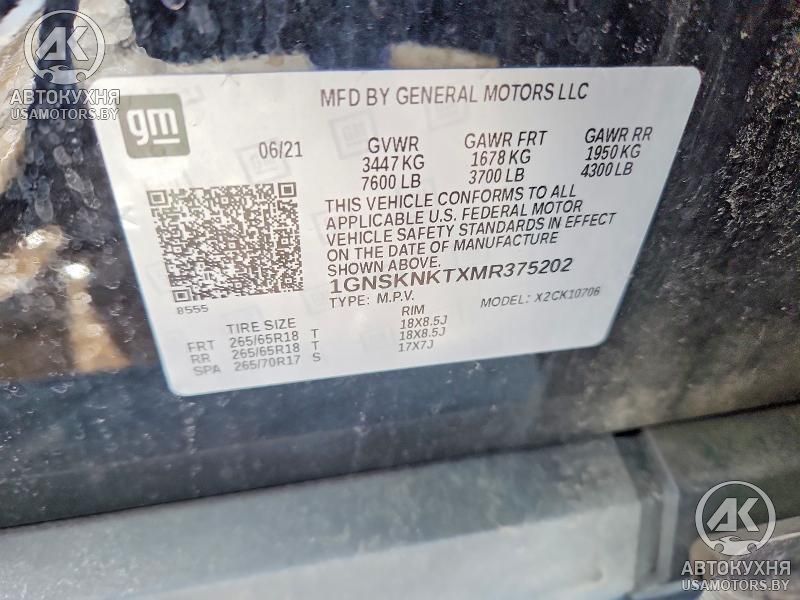 АК
АВТОКУХНЯ
USAMOTORS.BY
gm
MFD BY GENERAL MOTORS LLC
06/21 GVWR GAWR FRT GAWR RR
3447 KG 1678 KG 1950 KG
7600 LB 3700 LB 4300 LB
THIS VEHICLE CONFORMS TO ALL
APPLICABLE U.S. FEDERAL MOTOR
VEHICLE SAFETY STANDARDS IN EFFECT
ON THE DATE OF MANUFACTURE
SHOWN ABOVE.
1GNSKNKTXMR375202
TYPE: M.P.V. MODEL: X2CK10706
8555
TIRE SIZE RIM
FRT 265/65R18 T 18X8.5J
RR 265/65R18 T 18X8.5J
SPA 265/70R17 S 17X7J
АК
АВТОКУХНЯ
USAMOTORS.BY